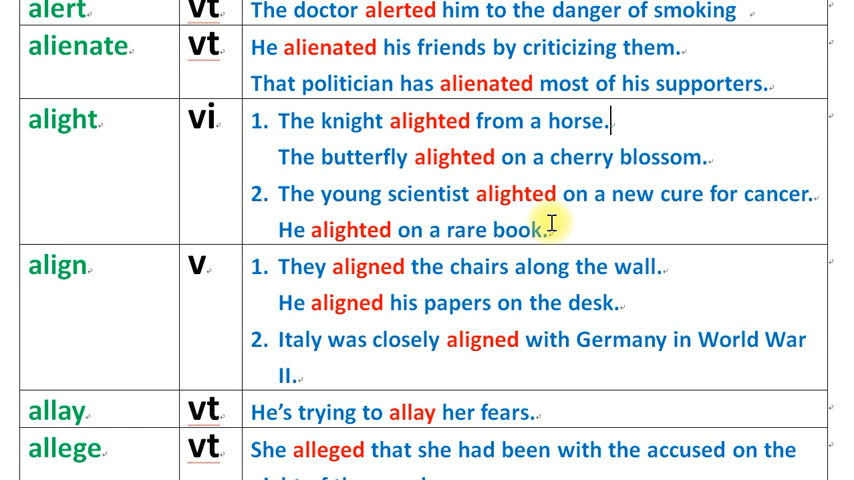 alert vt The doctor alerted him to the danger of smoking
alienate vt He alienated his friends by criticizing them.
That politician has alienated most of his supporters.
alight vi 1. The knight alighted from a horse.
The butterfly alighted on a cherry blossom.
2. The young scientist alighted on a new cure for cancer.
He alighted on a rare book.
align v 1. They aligned the chairs along the wall.
He aligned his papers on the desk.
2. Italy was closely aligned with Germany in World War
II.
allay vt He's trying to allay her fears.
allege vt She alleged that she had been with the accused on the